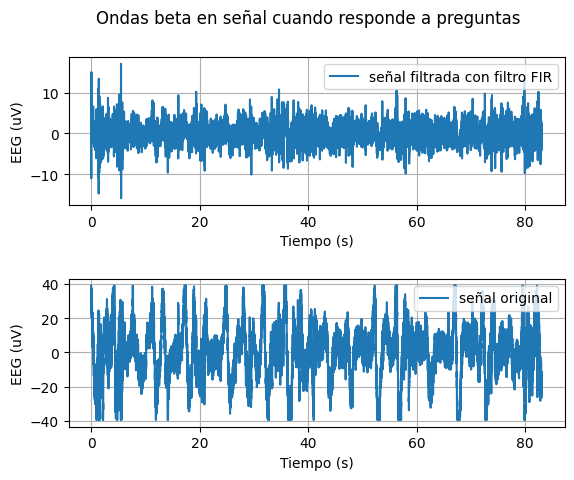 Ondas beta en señal cuando responde a preguntas
señal filtrada con filtro FIR
EEG (uV)
10
0
−10
0 20 40 60 80
Tiempo (s)
señal original
EEG (uV)
40
20
0
−20
−40
0 20 40 60 80
Tiempo (s)